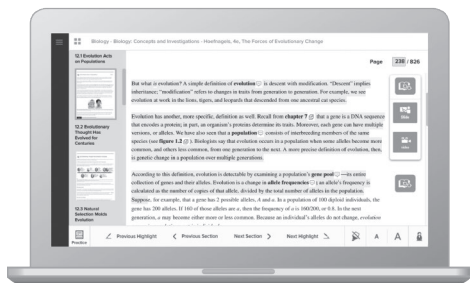 Biology - Biology: Concepts and Investigations - Hoefnagels, 4e, The Forces of Evolutionary Change
12.1 Evolution Acts
on Populations
12.2 Evolutionary
Thought Has
Evolved for
Centuries
12.3 Natural
Selection Molds
Evolution
Page 238 / 826
But what is evolution? A simple definition of evolution is descent with modification. "Descent" implies
inheritance; "modification" refers to changes in traits from generation to generation. For example, we see
evolution at work in the lions, tigers, and leopards that descended from one ancestral cat species.
Evolution has another, more specific, definition as well. Recall from chapter 7 that a gene is a DNA sequence
that encodes a protein; in part, an organism's proteins determine its traits. Moreover, each gene can have multiple
versions, or alleles. We have also seen that a population consists of interbreeding members of the same
species (see figure 1.2). Biologists say that evolution occurs in a population when some alleles become more
common, and others less common, from one generation to the next. A more precise definition of evolution, then,
is genetic change in a population over multiple generations.
According to this definition, evolution is detectable by examining a population's gene pool—its entire
collection of genes and their alleles. Evolution is a change in allele frequencies; an allele's frequency is
calculated as the number of copies of that allele, divided by the total number of alleles in the population.
Suppose, for example, that a gene has 2 possible alleles, A and a. In a population of 100 diploid individuals, the
gene has 200 alleles. If 160 of those alleles are a, then the frequency of a is 160/200, or 0.8. In the next
generation, a may become either more or less common. Because an individual's alleles do not change, evolution
Practice
Previous Highlight
Previous Section
Next Section
Next Highlight
A
A